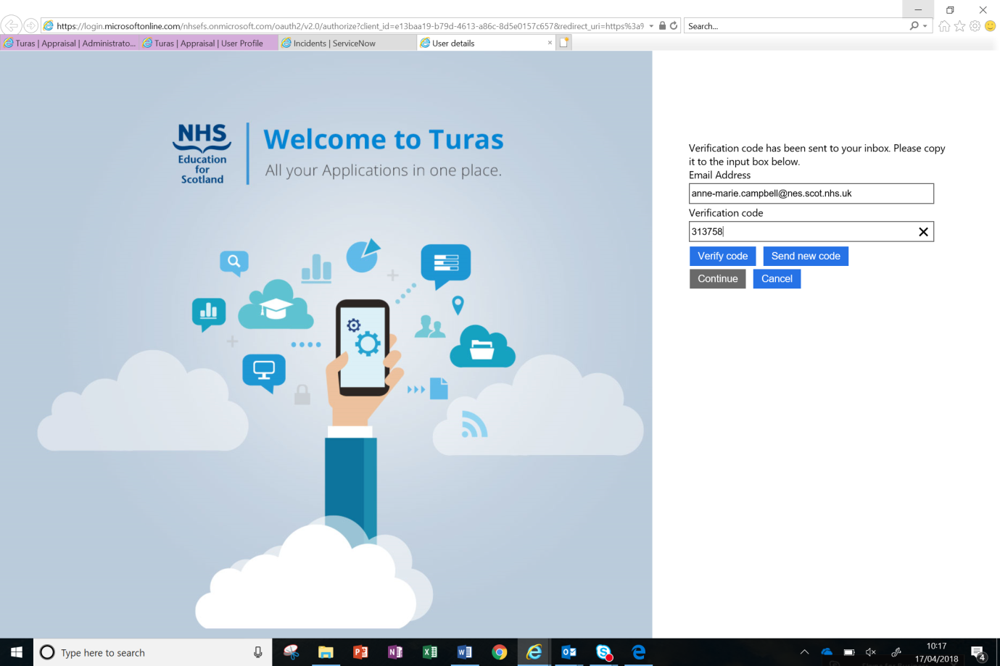 https://login.microsoftonline.com/nhsefs.onmicrosoft.com/oauth2/v2.0/authorize?client_id=e13baa19-b79d-4613-a86c-8d5e0157c657&redirect_uri=https%3a%
Search...
Turas | Appraisal | Administrato...
Turas | Appraisal | User Profile
Incidents | ServiceNow
User details
NHS
Education
for
Scotland
Welcome to Turas
All your Applications in one place.
Verification code has been sent to your inbox. Please copy
it to the input box below.
Email Address
anne-marie.campbell@nes.scot.nhs.uk
Verification code
313758
Verify code
Send new code
Continue
Cancel
Type here to search
10:17
17/04/2018
4